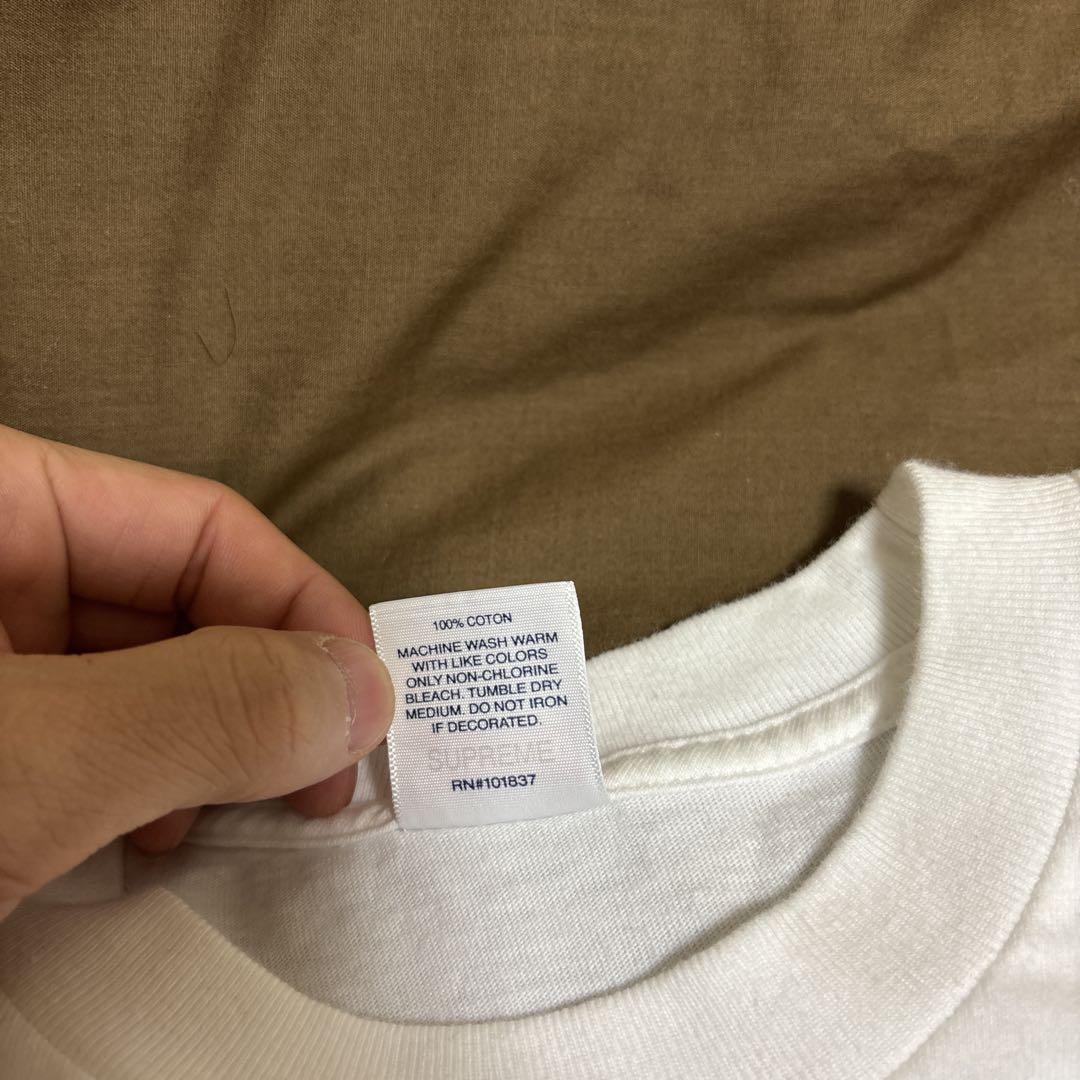 100% COTON
MACHINE WASH WARM
WITH LIKE COLORS
ONLY NON-CHLORINE
BLEACH. TUMBLE DRY
MEDIUM. DO NOT IRON
IF DECORATED.
SUPREME
RN#101837